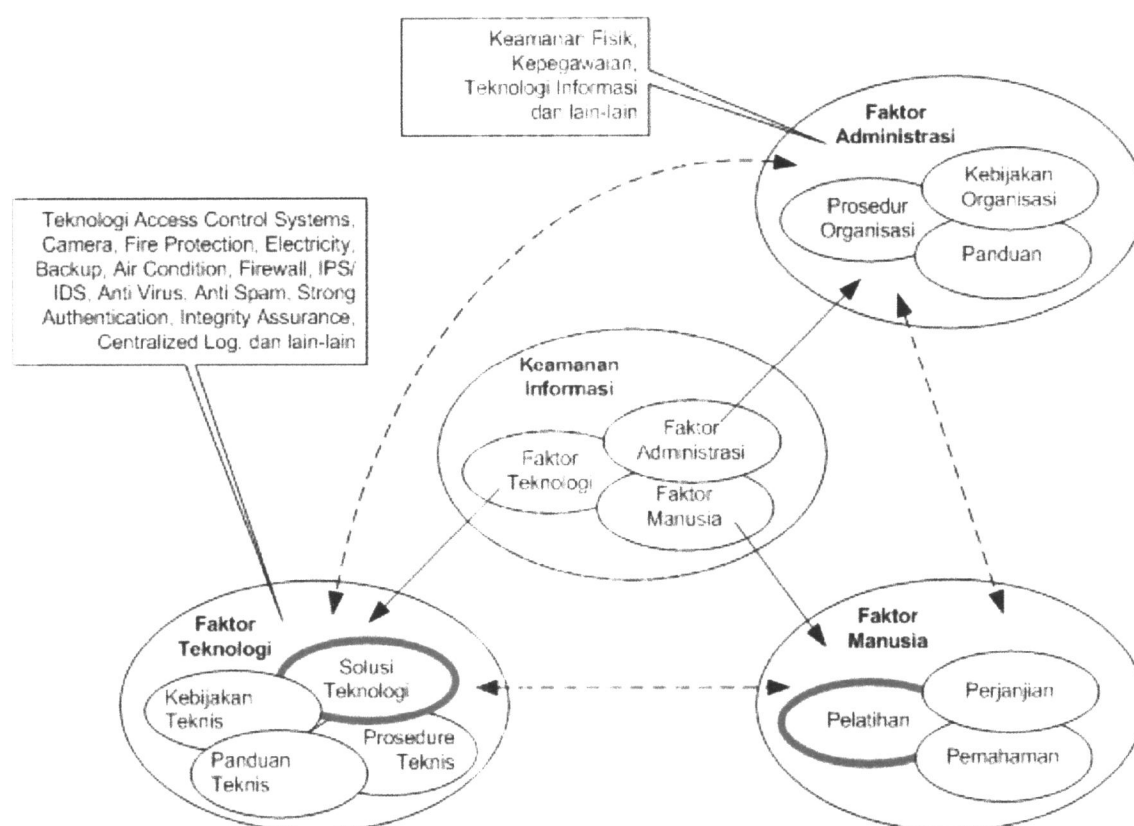 Keamanan Fisik,
Kepegawaian,
Teknologi Informasi
dan lain-lain
Faktor
Administrasi
Kebijakan
Organisasi
Prosedur
Organisasi
Panduan
Teknologi Access Control Systems,
Camera, Fire Protection, Electricity,
Backup, Air Condition, Firewall, IPS/
IDS, Anti Virus, Anti Spam, Strong
Authentication, Integrity Assurance,
Centralized Log, dan lain-lain
Keamanan
Informasi
Faktor
Administrasi
Faktor
Teknologi
Faktor
Manusia
Faktor
Teknologi
Solusi
Teknologi
Kebijakan
Teknis
Prosedure
Teknis
Panduan
Teknis
Faktor
Manusia
Perjanjian
Pelatihan
Pemahaman